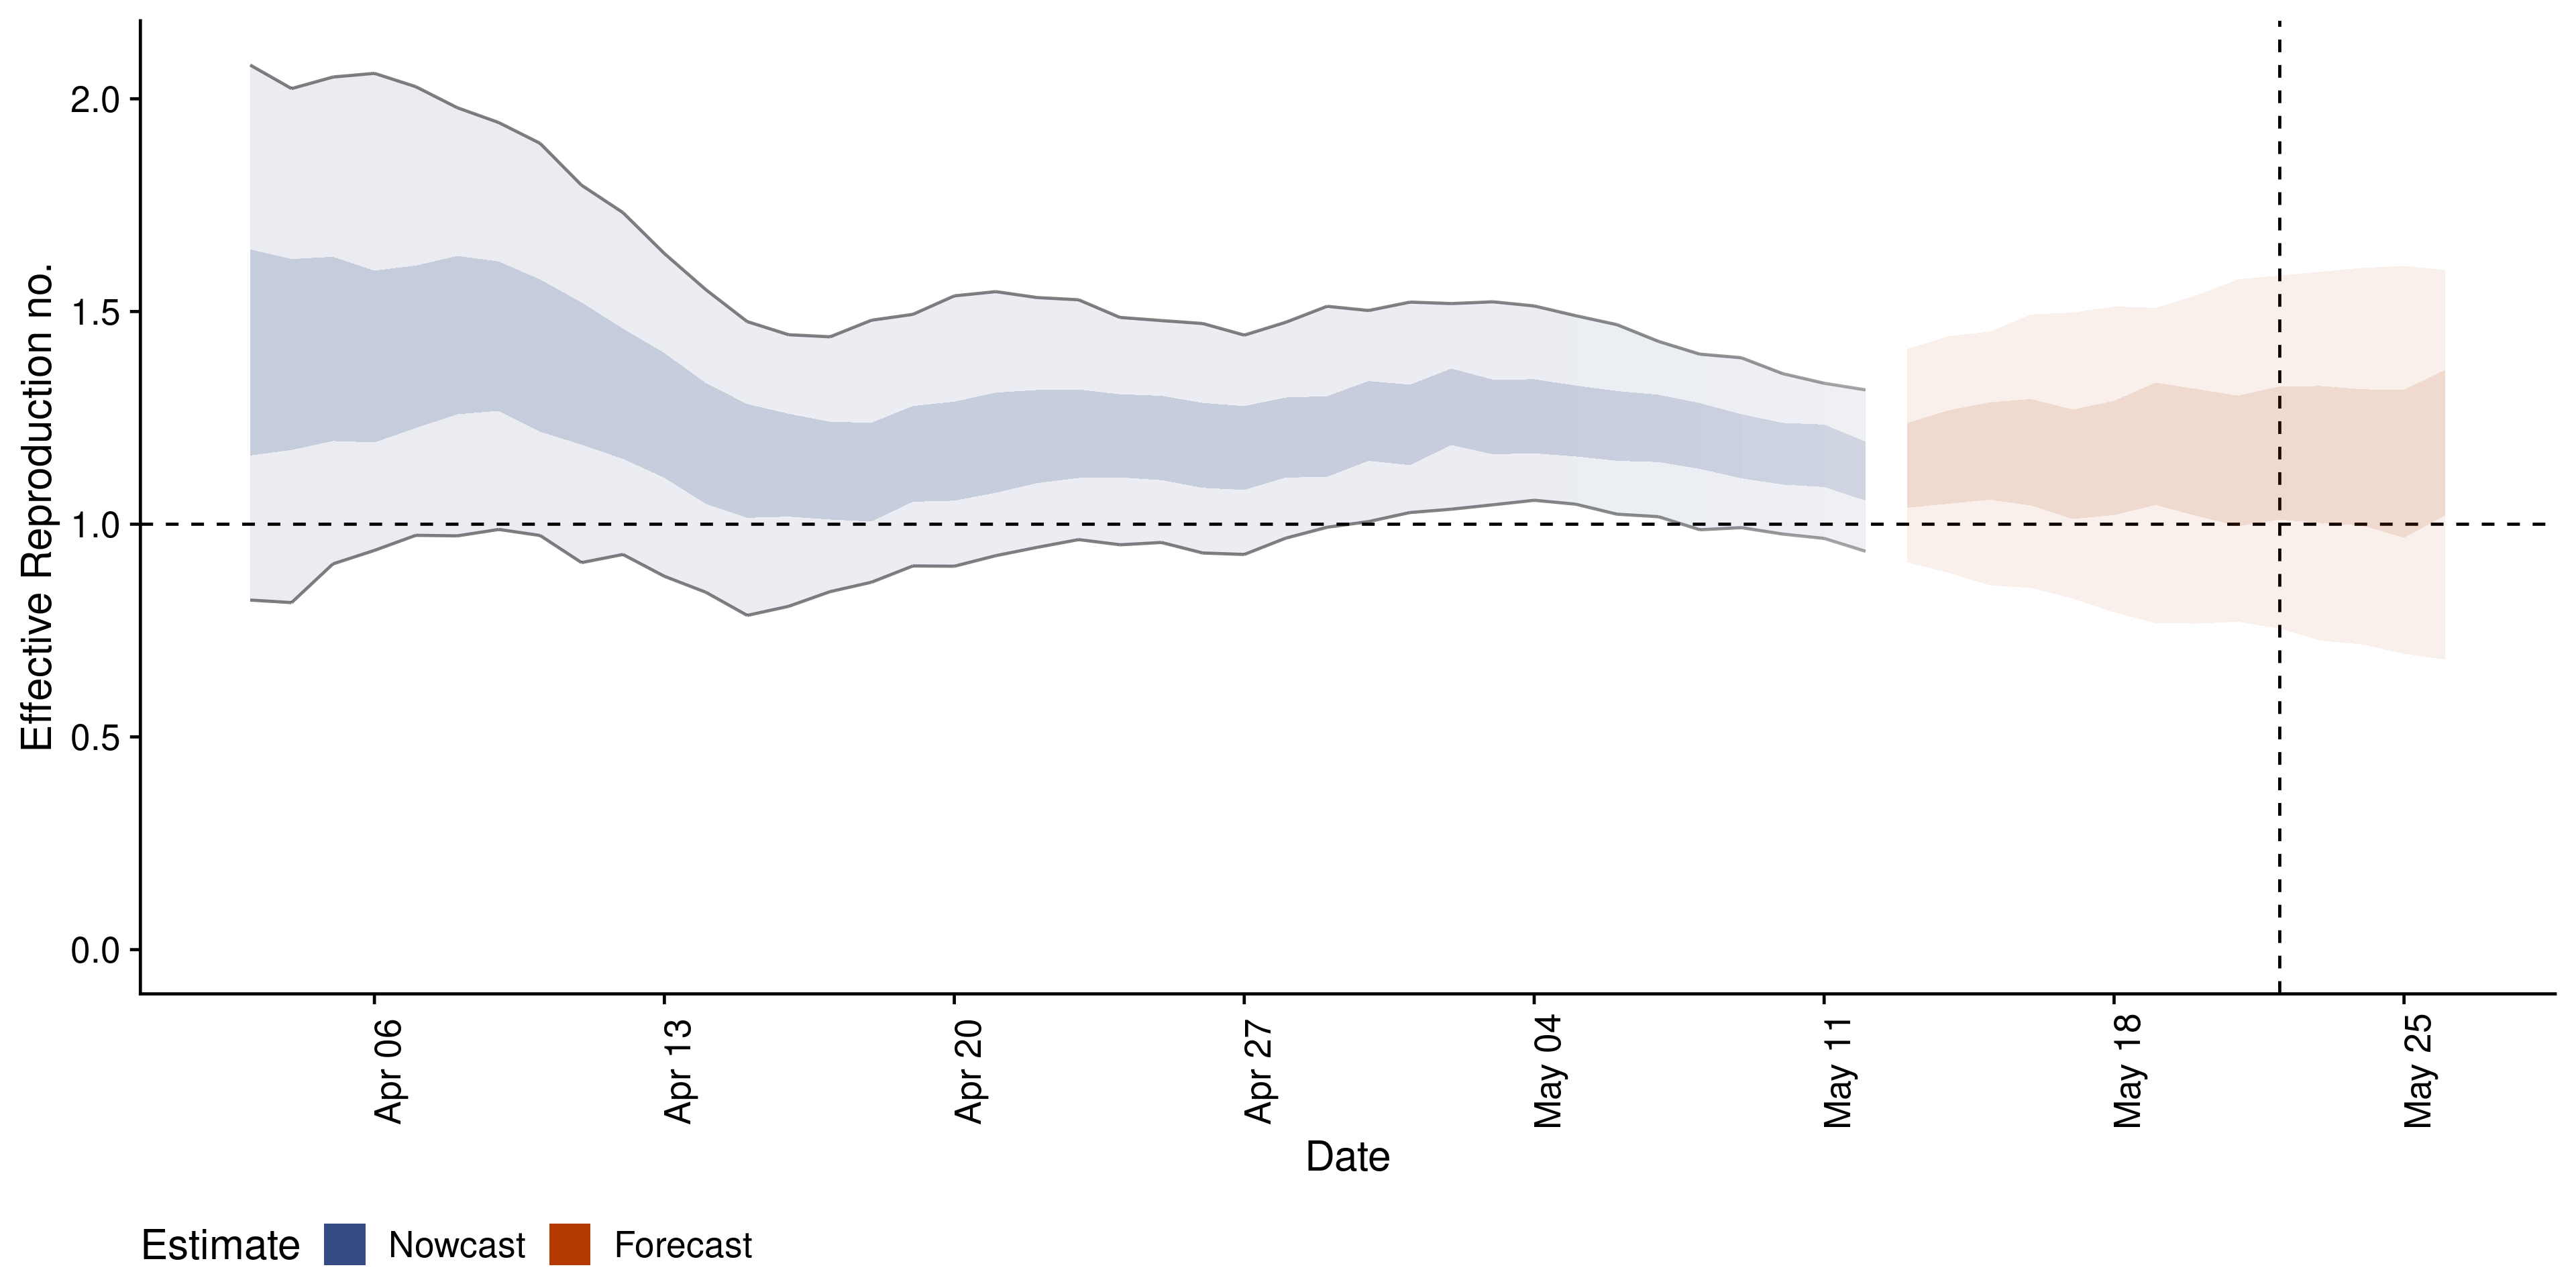 Effective Reproduction no.
2.0
1.5
1.0
0.5
0.0
Apr 06
Apr 13
Apr 20
Apr 27
May 04
May 11
May 18
May 25
Date
Estimate Nowcast Forecast